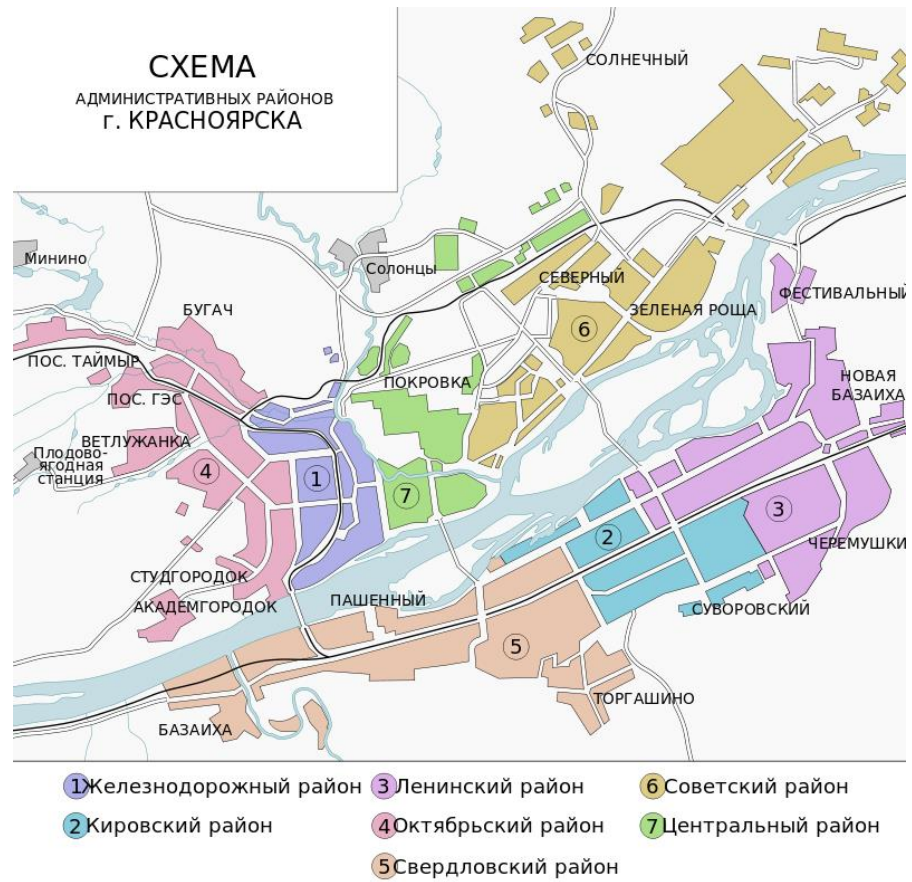 СХЕМА
АДМИНИСТРАТИВНЫХ РАЙОНОВ
г. КРАСНОЯРСКА
СОЛНЕЧНЫЙ
Минино
Солонцы
СЕВЕРНЫЙ
ФЕСТИВАЛЬНЫЙ
БУГАЧ
ЗЕЛЕНАЯ РОЩА
6
ПОС. ТАЙМЫР
ПОКРОВКА
НОВАЯ
БАЗАИХА
ПОС. ГЭС
ВЕТЛУЖАНКА
Плодово-
ягодная
станция
4
1
7
3
2
ЧЕРЕМУШКИ
СТУДГОРОДОК
АКАДЕМГОРОДОК
ПАШЕННЫЙ
СУВОРОВСКИЙ
5
ТОРГАШИНО
БАЗАИХА
1 Железнодорожный район
3 Ленинский район
6 Советский район
2 Кировский район
4 Октябрьский район
7 Центральный район
5 Свердловский район